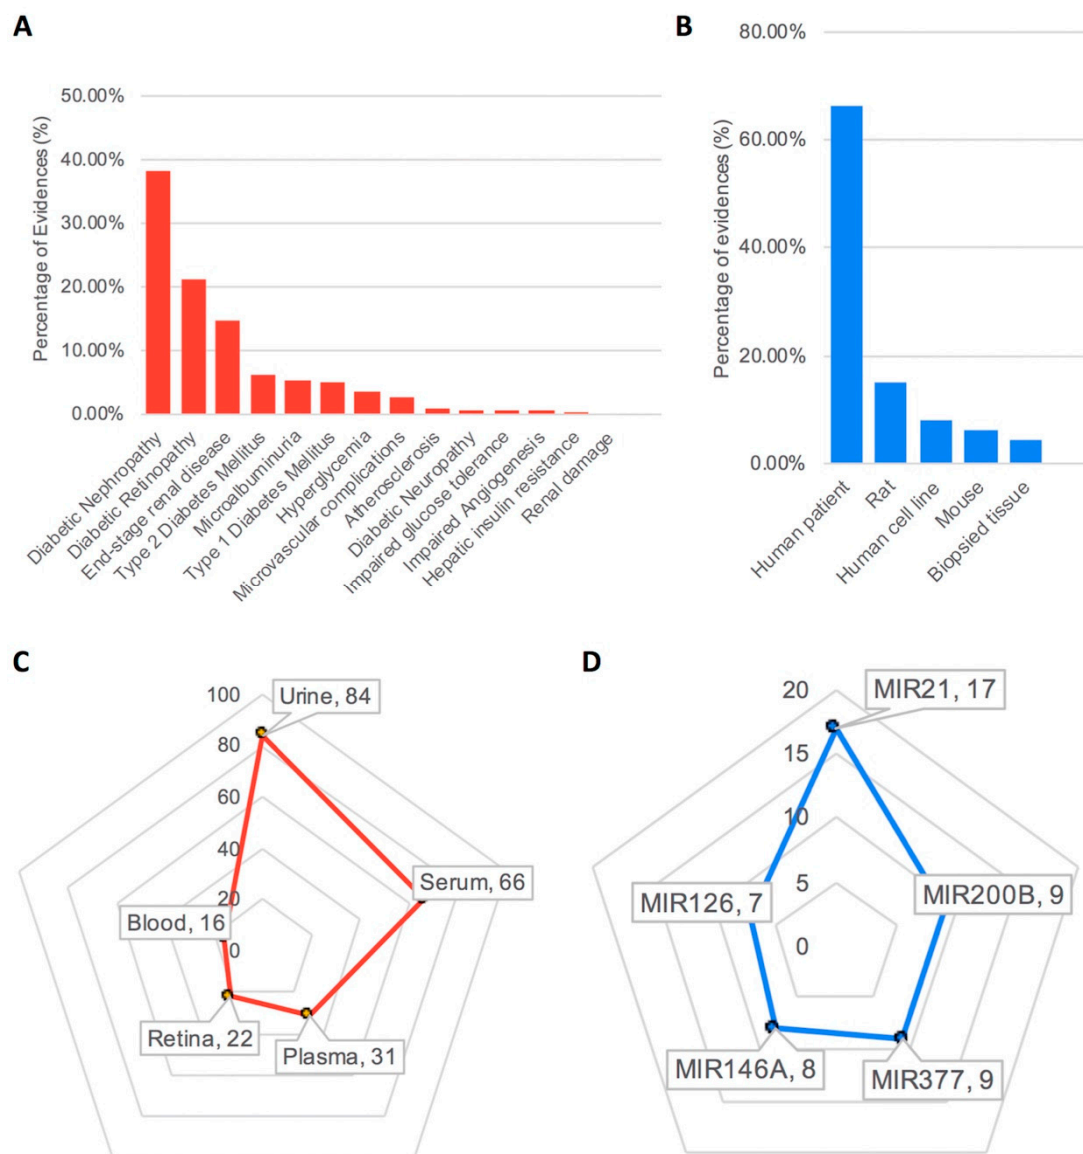 A
50.00%
40.00%
30.00%
20.00%
10.00%
0.00%
Percentage of Evidences (%)
Diabetic Nephropathy
Diabetic Retinopathy
End-stage renal disease
Type 2 Diabetes Mellitus
Microalbuminuria
Type 1 Diabetes Mellitus
Hyperglycemia
Microvascular complications
Atherosclerosis
Diabetic Neuropathy
Impaired glucose tolerance
Impaired Angiogenesis
Hepatic insulin resistance
Renal damage
B
80.00%
60.00%
40.00%
20.00%
0.00%
Percentage of evidences (%)
Human patient
Rat
Human cell line
Mouse
Biopsied tissue
C
100
80
60
40
20
0
Urine, 84
Serum, 66
Plasma, 31
Retina, 22
Blood, 16
D
20
15
10
5
0
MIR21, 17
MIR200B, 9
MIR377, 9
MIR146A, 8
MIR126, 7